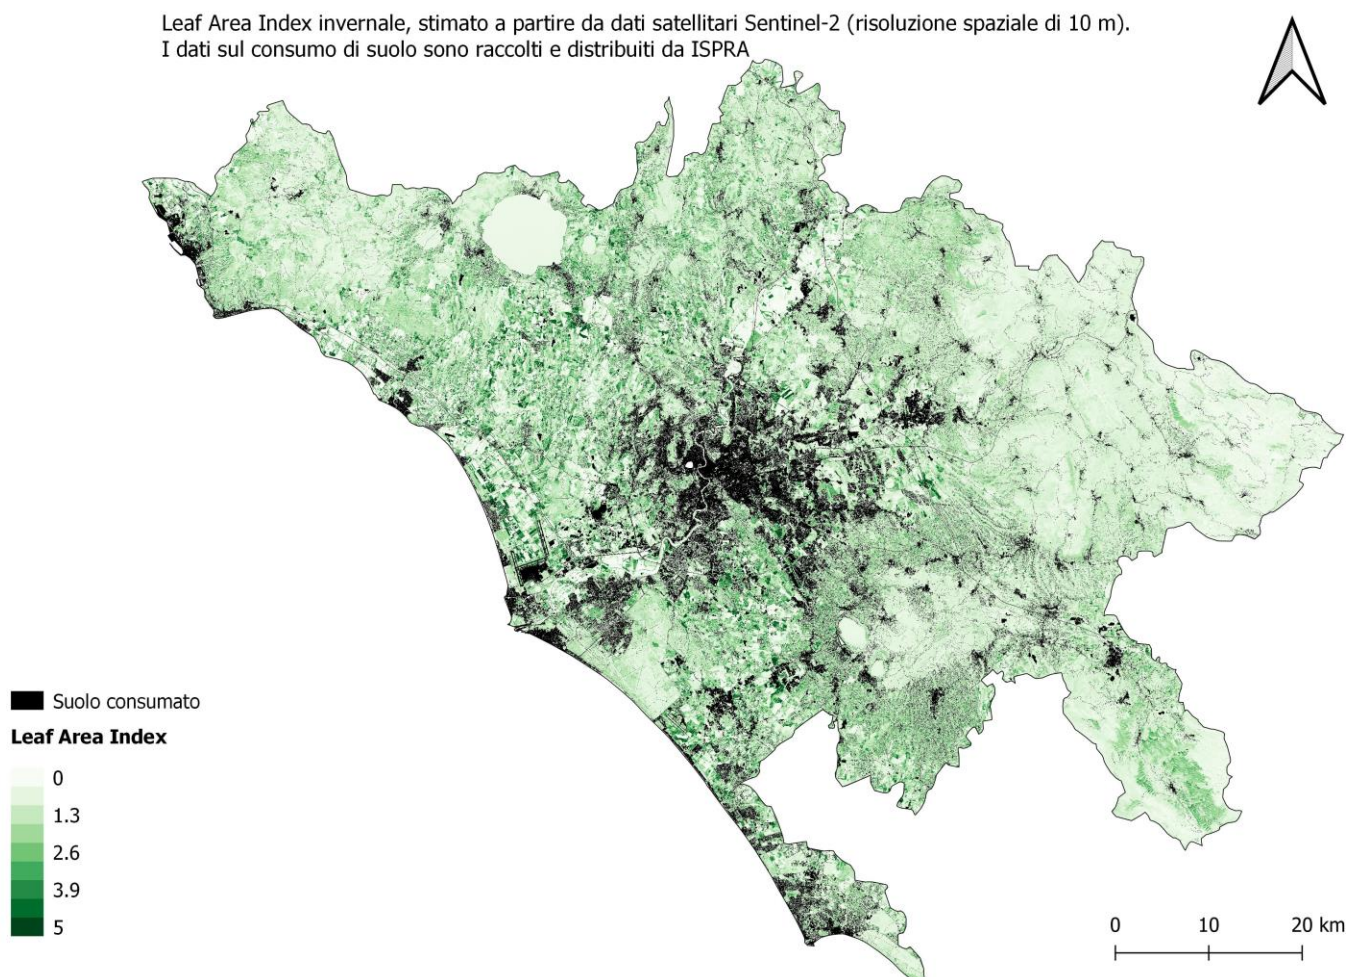 Leaf Area Index invernale, stimato a partire da dati satellitari Sentinel-2 (risoluzione spaziale di 10 m).
I dati sul consumo di suolo sono raccolti e distribuiti da ISPRA
Suolo consumato
Leaf Area Index
0
1.3
2.6
3.9
5
0 10 20 km